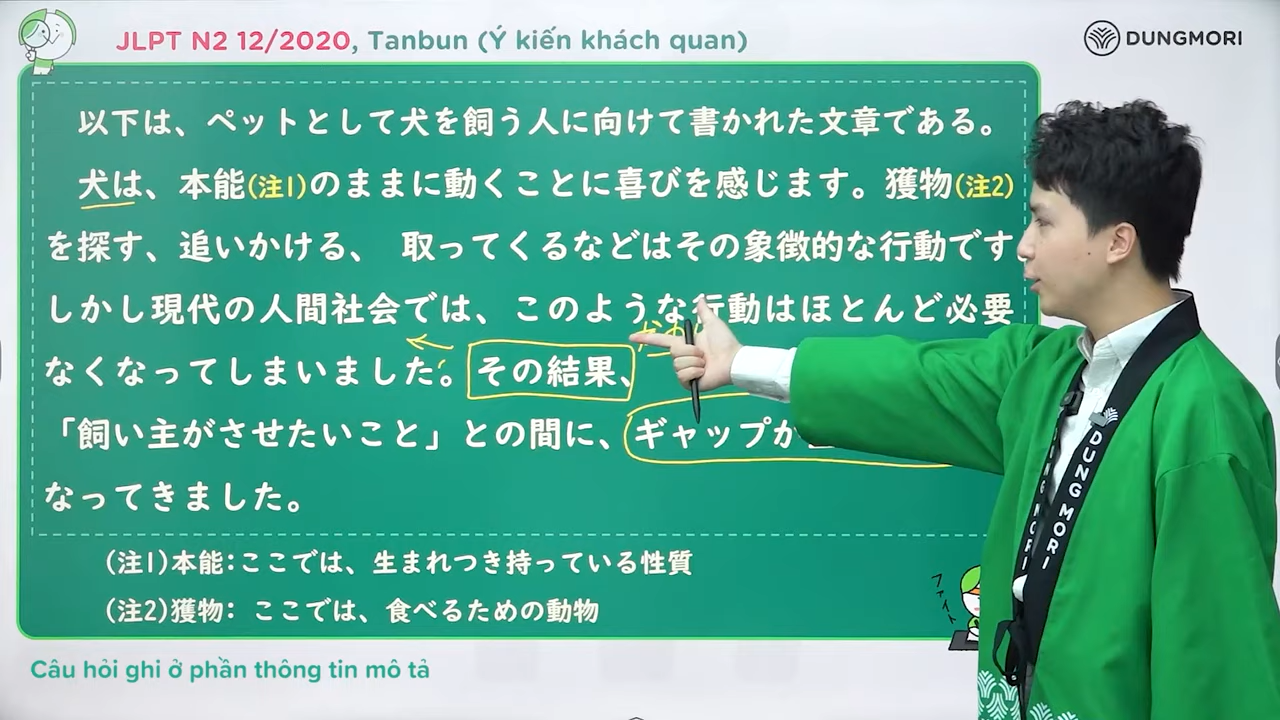 JLPT N2 12/2020, Tanbun (Ý kiến khách quan)
DUNGMORI
以下は、ペットとして犬を飼う人に向けて書かれた文章である。
犬は、本能(注1)のままに動くことに喜びを感じます。獲物(注2)
を探す、追いかける、 取ってくるなどはその象徴的な行動です
しかし現代の人間社会では、このような行動はほとんど必要
なくなってしまいました。その結果、
「飼い主がさせたいこと」との間に、ギャップが
なってきました。
(注1)本能:ここでは、生まれつき持っている性質
(注2)獲物: ここでは、食べるための動物
ファイト
Câu hỏi ghi ở phần thông tin mô tả
DUNG MORI